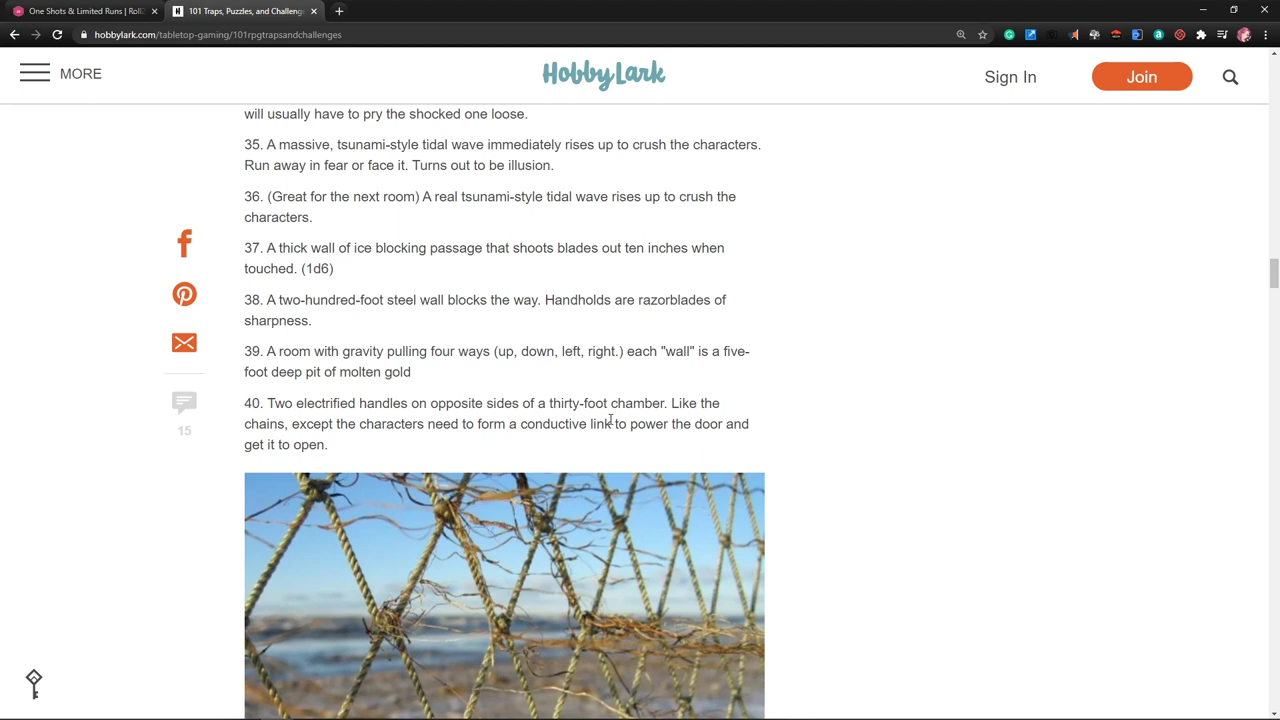 One Shots & Limited Runs | Roll2
101 Traps, Puzzles, and Challeng
hobbylark.com/tabletop-gaming/101rpgtrapsandchallenges
MORE
HobbyLark
Sign In
Join
will usually have to pry the shocked one loose.
35. A massive, tsunami-style tidal wave immediately rises up to crush the characters.
Run away in fear or face it. Turns out to be illusion.
36. (Great for the next room) A real tsunami-style tidal wave rises up to crush the
characters.
37. A thick wall of ice blocking passage that shoots blades out ten inches when
touched. (1d6)
38. A two-hundred-foot steel wall blocks the way. Handholds are razorblades of
sharpness.
39. A room with gravity pulling four ways (up, down, left, right.) each "wall" is a five-
foot deep pit of molten gold
40. Two electrified handles on opposite sides of a thirty-foot chamber. Like the
chains, except the characters need to form a conductive link to power the door and
get it to open.
15